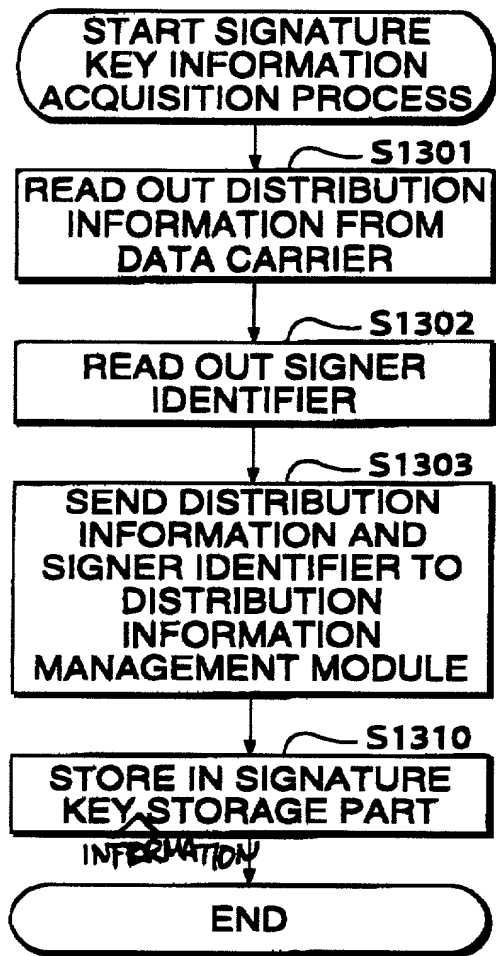 START SIGNATURE
KEY INFORMATION
ACQUISITION PROCESS
S1301
READ OUT DISTRIBUTION
INFORMATION FROM
DATA CARRIER
S1302
READ OUT SIGNER
IDENTIFIER
S1303
SEND DISTRIBUTION
INFORMATION AND
SIGNER IDENTIFIER TO
DISTRIBUTION
INFORMATION
MANAGEMENT MODULE
S1310
STORE IN SIGNATURE
KEY STORAGE PART
INFORMATION
END